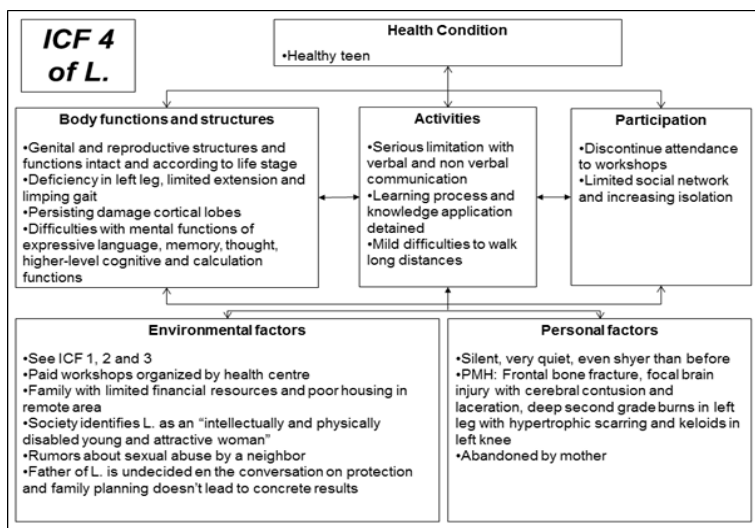 ICF 4
of L.
Health Condition
•Healthy teen
Body functions and structures
•Genital and reproductive structures and
functions intact and according to life stage
•Deficiency in left leg, limited extension and
limping gait
•Persisting damage cortical lobes
•Difficulties with mental functions of
expressive language, memory, thought,
higher-level cognitive and calculation
functions
Activities
•Serious limitation with
verbal and non verbal
communication
•Learning process and
knowledge application
detained
•Mild difficulties to walk
long distances
Participation
•Discontinue attendance
to workshops
•Limited social network
and increasing isolation
Environmental factors
•See ICF 1, 2 and 3
•Paid workshops organized by health centre
•Family with limited financial resources and poor housing in
remote area
•Society identifies L. as an “intellectually and physically
disabled young and attractive woman”
•Rumors about sexual abuse by a neighbor
•Father of L. is undecided en the conversation on protection
and family planning doesn’t lead to concrete results
Personal factors
•Silent, very quiet, even shyer than before
•PMH: Frontal bone fracture, focal brain
injury with cerebral contusion and
laceration, deep second grade burns in left
leg with hypertrophic scarring and keloids in
left knee
•Abandoned by mother